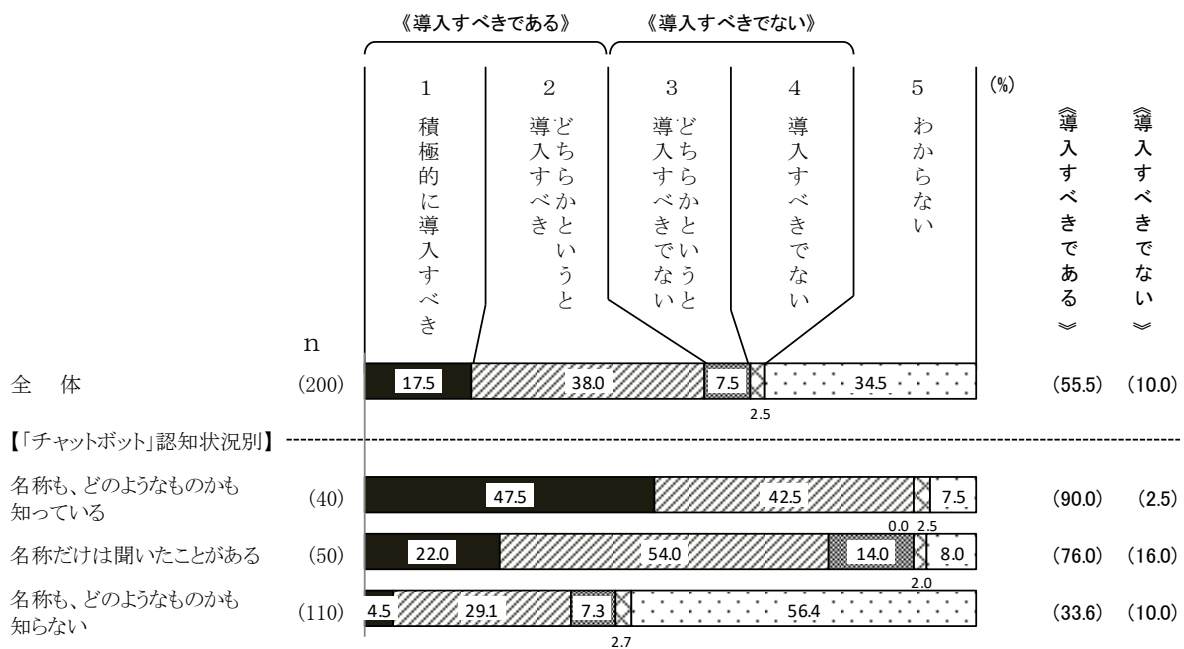 《導入すべきである》 《導入すべきでない》
1 積極的に導入すべき
2 どちらかというと
導入すべき
3 どちらかというと
導入すべきでない
4 導入すべきでない
5 わからない
(%)
《導入すべきである》
《導入すべきでない》
n
全 体 (200) 17.5 38.0 7.5 2.5 34.5 (55.5) (10.0)
【「チャットボット」認知状況別】
名称も、どのようなものかも
知っている (40) 47.5 42.5 0.0 2.5 7.5 (90.0) (2.5)
名称だけは聞いたことがある (50) 22.0 54.0 14.0 2.0 8.0 (76.0) (16.0)
名称も、どのようなものかも
知らない (110) 4.5 29.1 7.3 2.7 56.4 (33.6) (10.0)